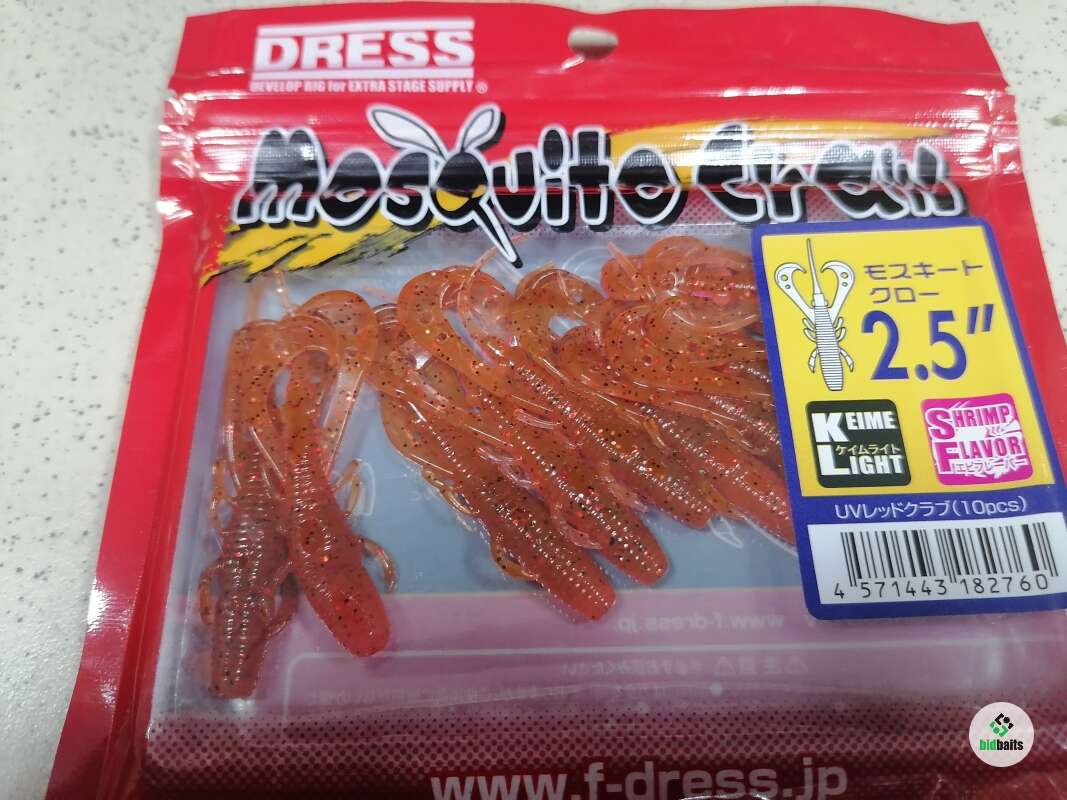 DRESS
DEVELOP RIG for EXTRA STAGE SUPPLY®
Mosquito Craw
モスキート
クロー
2.5"
KEIME
ケイムライト
LIGHT
SHRIMP
FLAVOR
エビフレーバー
UVレッドクラブ(10pcs)
4 571443 182760
www.f-dress.jp
www.f-dress.jp
bidbaits